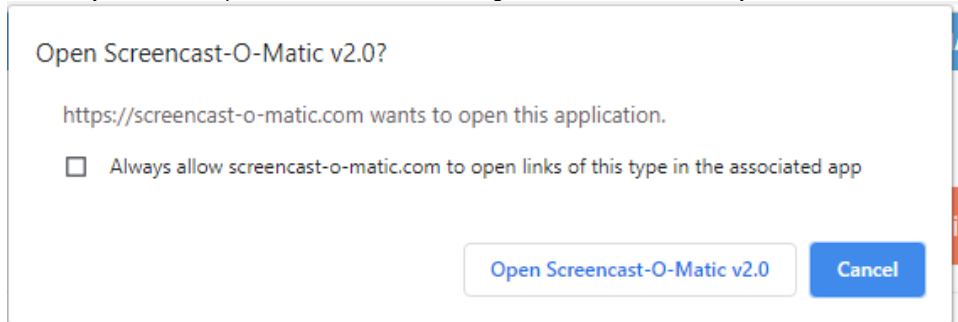 Open Screencast-O-Matic v2.0?
https://screencast-o-matic.com wants to open this application.
Always allow screencast-o-matic.com to open links of this type in the associated app
Open Screencast-O-Matic v2.0 Cancel